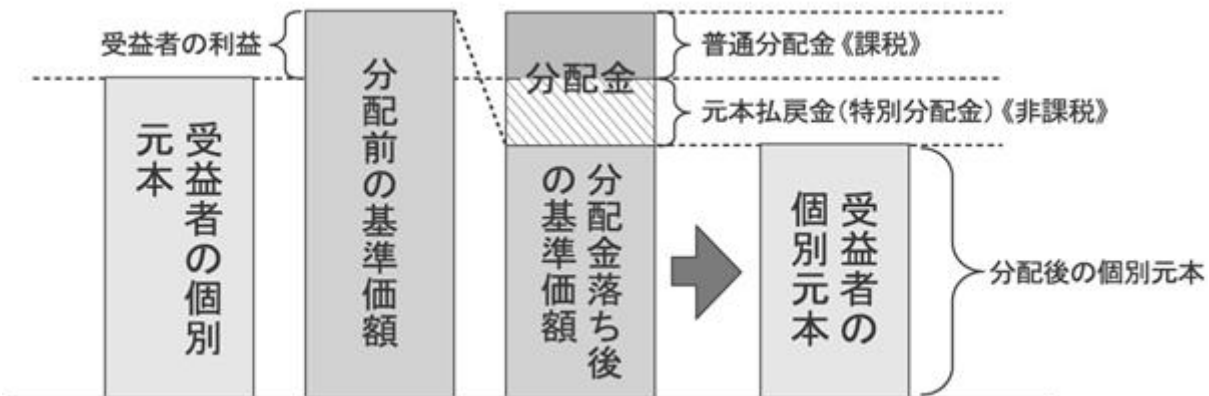 受益者の利益
受益者の個別
元本
分配前の基準価額
分配金
分配金落ち後
の基準価額
普通分配金《課税》
元本払戻金(特別分配金)《非課税》
受益者の
個別元本
分配後の個別元本